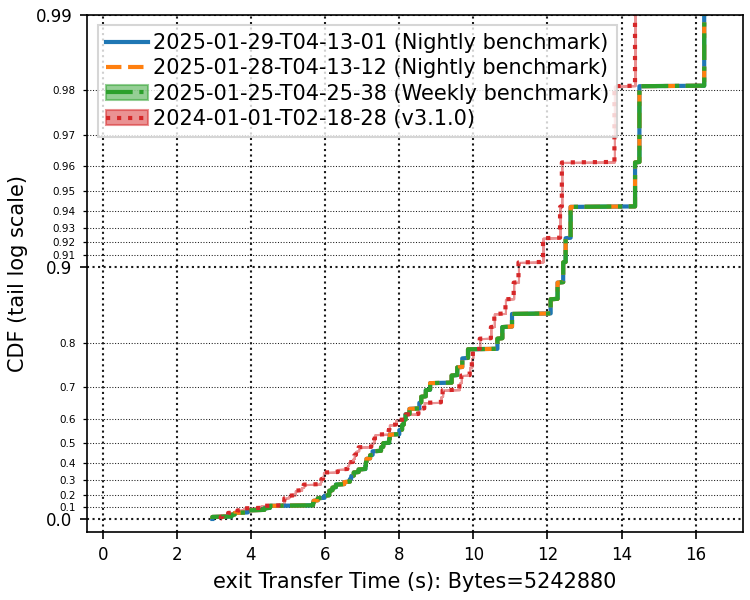 0.99
2025-01-29-T04-13-01 (Nightly benchmark)
2025-01-28-T04-13-12 (Nightly benchmark)
2025-01-25-T04-25-38 (Weekly benchmark)
2024-01-01-T02-18-28 (v3.1.0)
0.98
0.97
0.96
0.95
0.94
0.93
0.92
0.91
0.9
0.8
0.7
0.6
0.5
0.4
0.3
0.2
0.1
0.0
CDF (tail log scale)
0 2 4 6 8 10 12 14 16
exit Transfer Time (s): Bytes=5242880